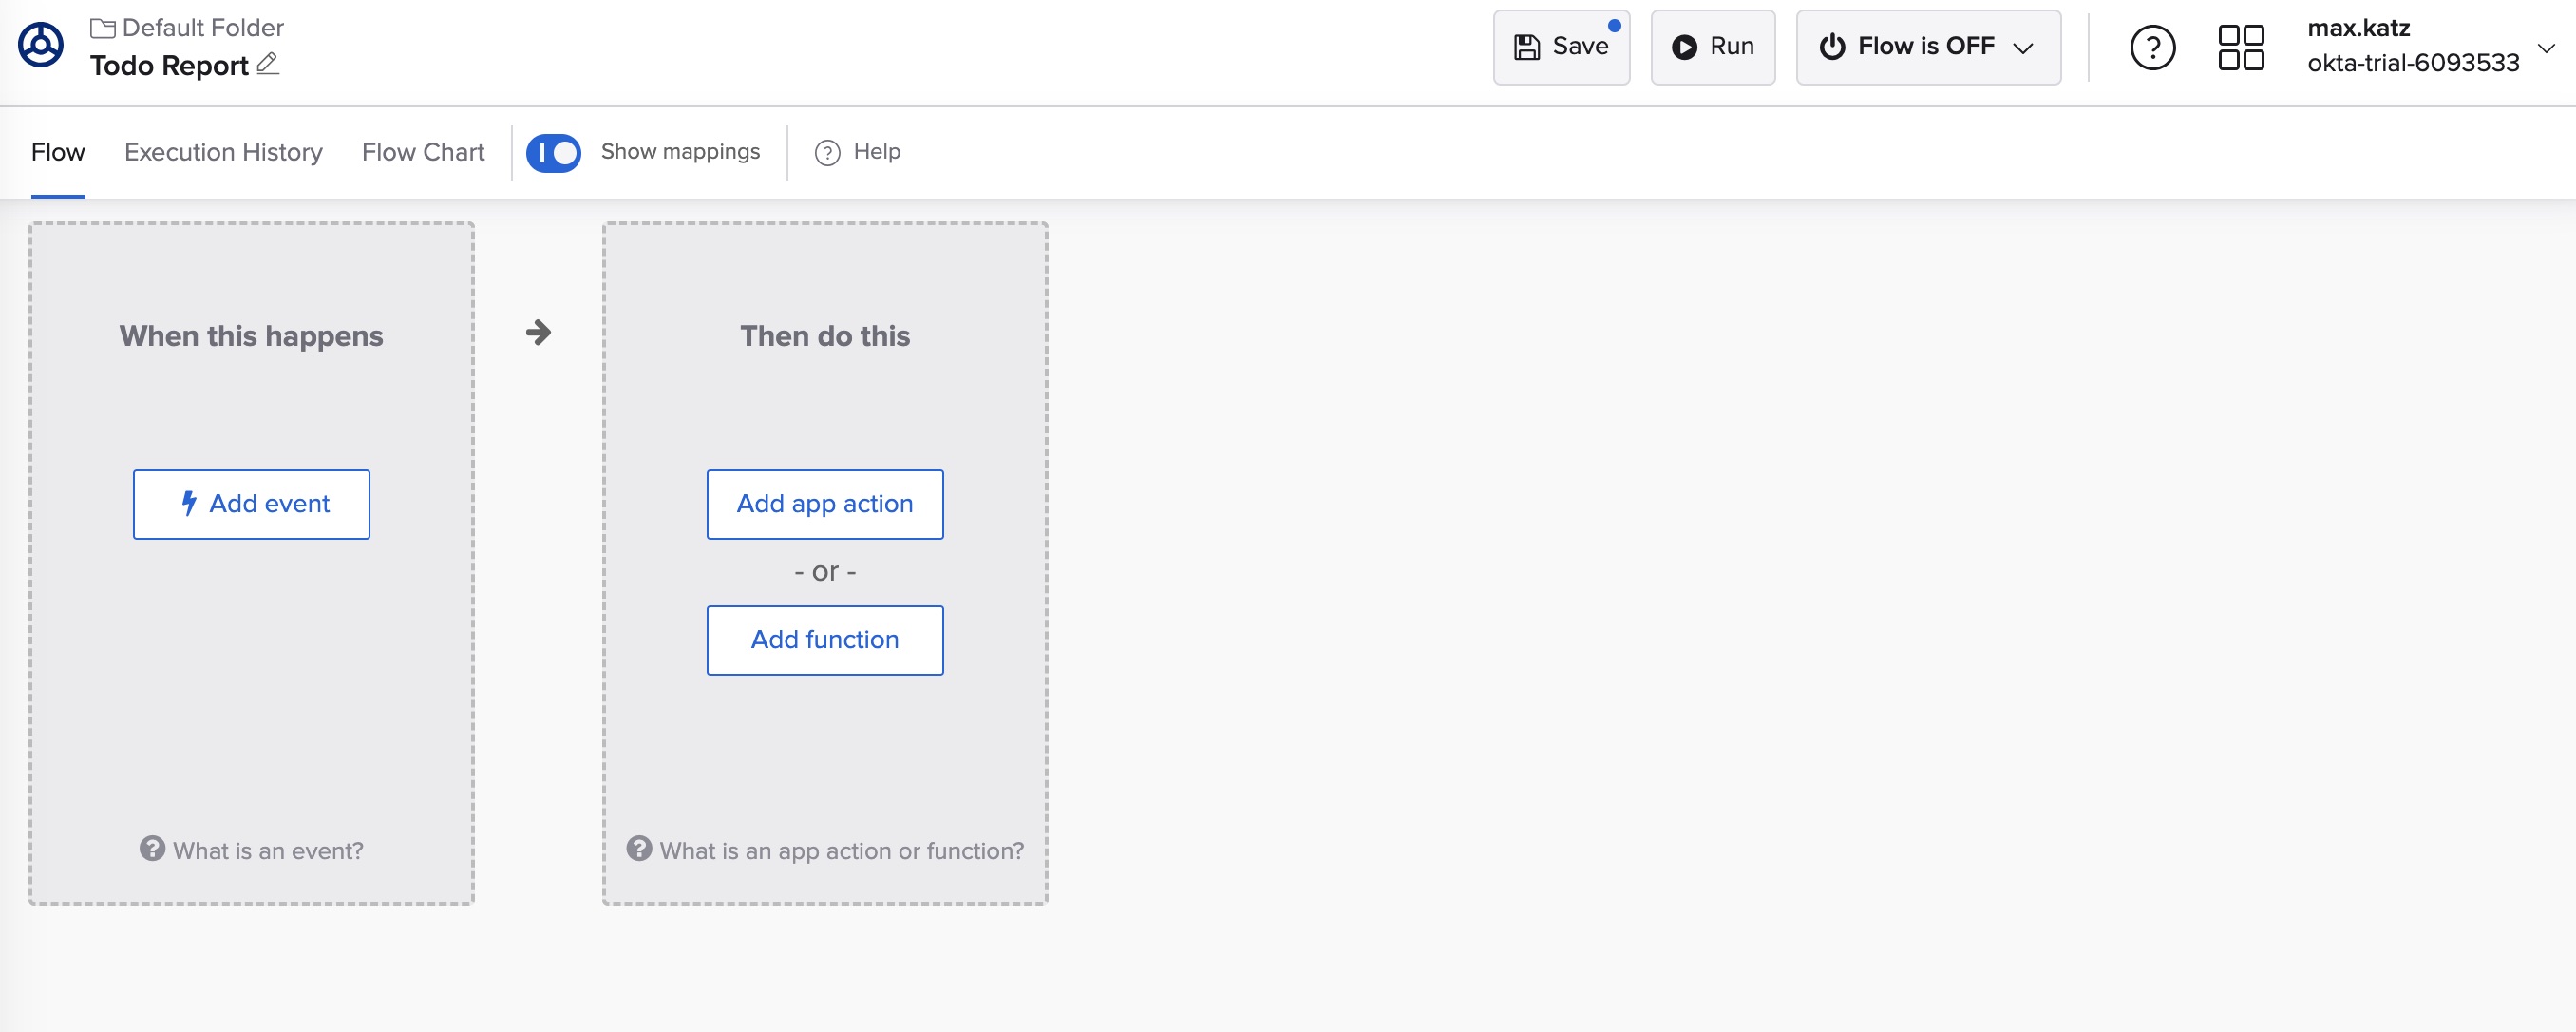 Default Folder
Todo Report
Save
Run
Flow is OFF
max.katz
okta-trial-6093533
Flow
Execution History
Flow Chart
Show mappings
Help
When this happens
Add event
What is an event?
Then do this
Add app action
- or -
Add function
What is an app action or function?